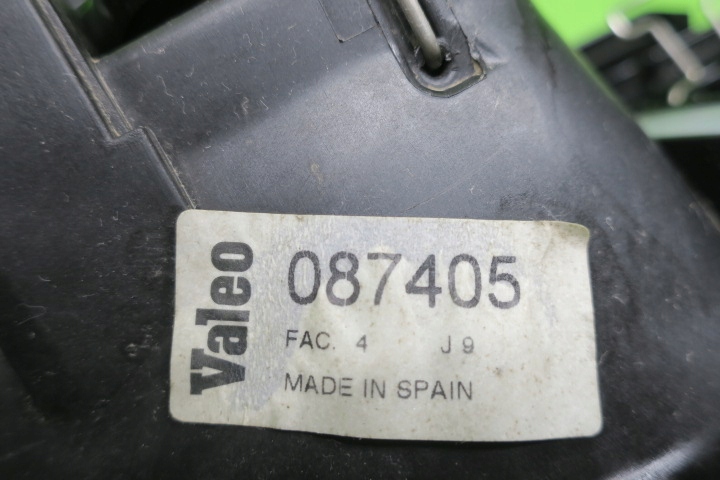 Valeo
087405
FAC. 4 J 9
MADE IN SPAIN